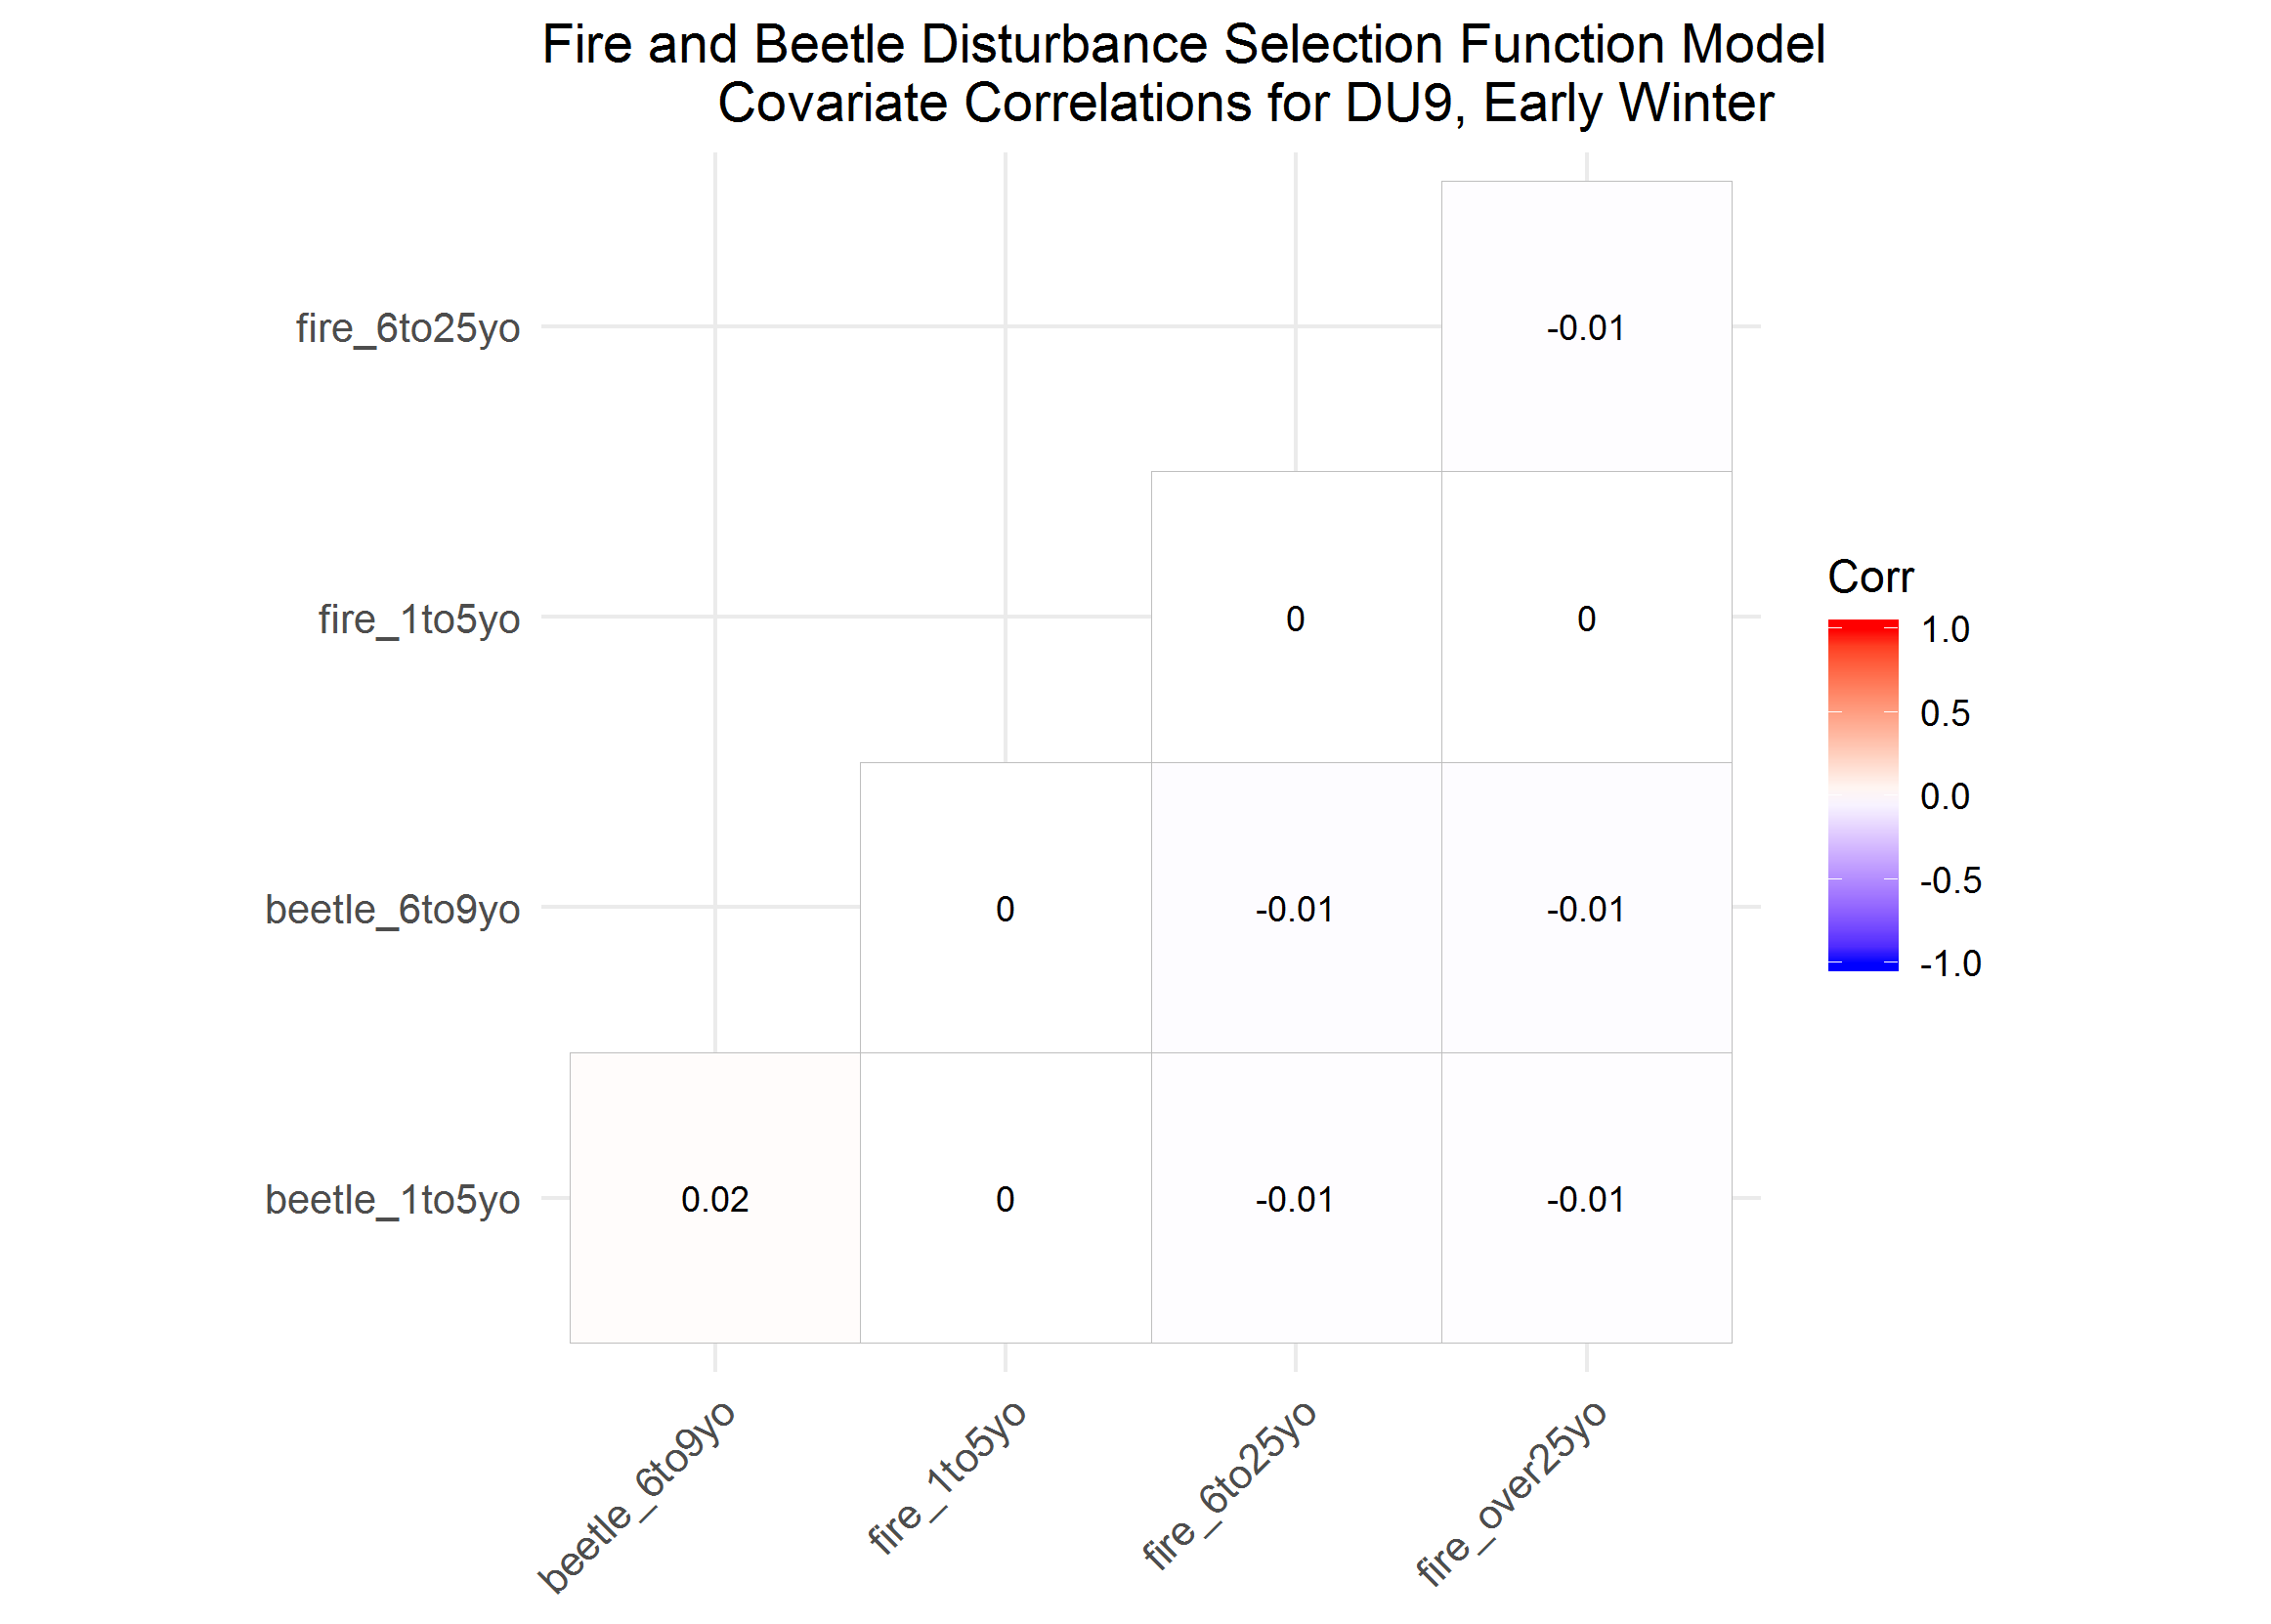 Fire and Beetle Disturbance Selection Function Model
Covariate Correlations for DU9, Early Winter
fire_6to25yo
-0.01
fire_1to5yo
0
0
beetle_6to9yo
0
-0.01
-0.01
beetle_1to5yo
0.02
0
-0.01
-0.01
beetle_6to9yo
fire_1to5yo
fire_6to25yo
fire_over25yo
Corr
1.0
0.5
0.0
-0.5
-1.0